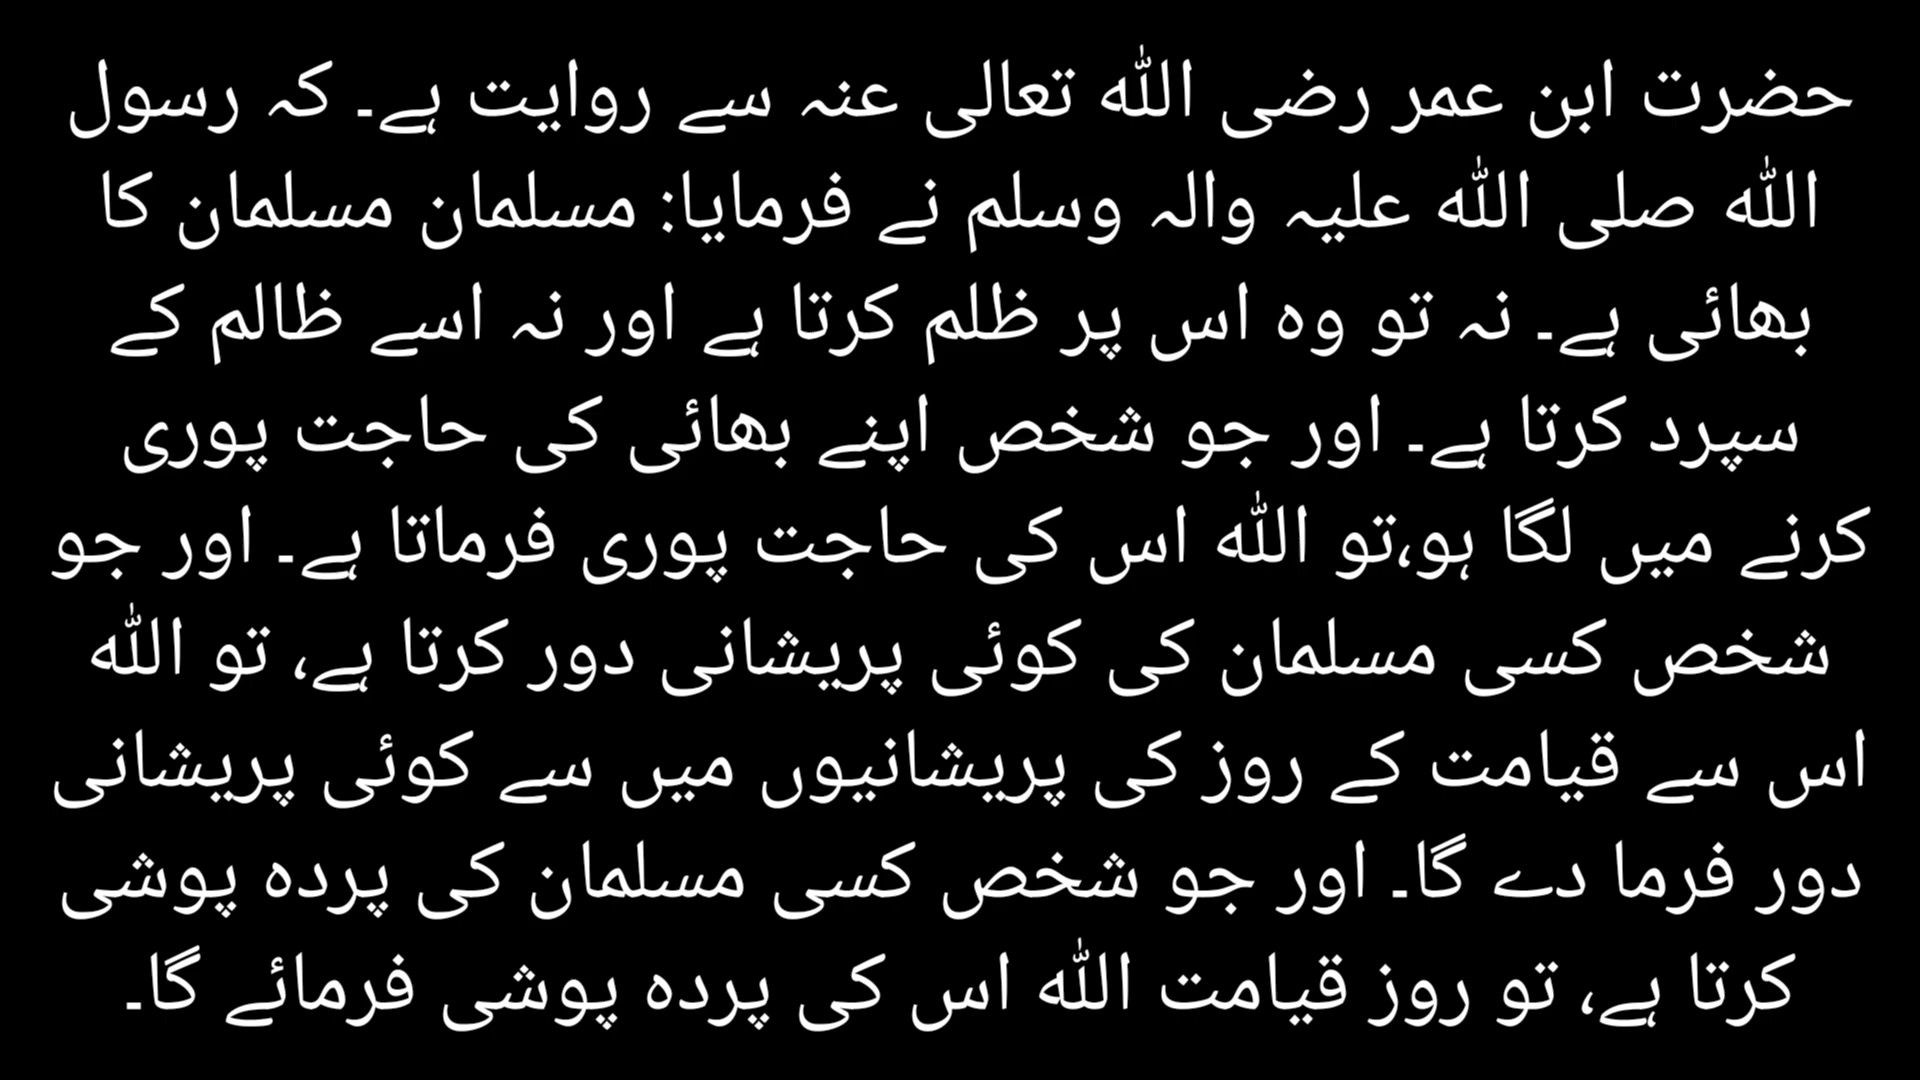 حضرت ابن عمر رضی اللہ تعالی عنہ سے روایت ہے۔ کہ رسول
اللہ صلی اللہ علیہ والہ وسلم نے فرمایا: مسلمان مسلمان کا
بھائی ہے۔ نہ تو وہ اس پر ظلم کرتا ہے اور نہ اسے ظالم کے
سپرد کرتا ہے۔ اور جو شخص اپنے بھائی کی حاجت پوری
کرنے میں لگا ہو،تو اللہ اس کی حاجت پوری فرماتا ہے۔ اور جو
شخص کسی مسلمان کی کوئی پریشانی دور کرتا ہے، تو اللہ
اس سے قیامت کے روز کی پریشانیوں میں سے کوئی پریشانی
دور فرما دے گا۔ اور جو شخص کسی مسلمان کی پردہ پوشی
کرتا ہے، تو روز قیامت اللہ اس کی پردہ پوشی فرمائے گا۔